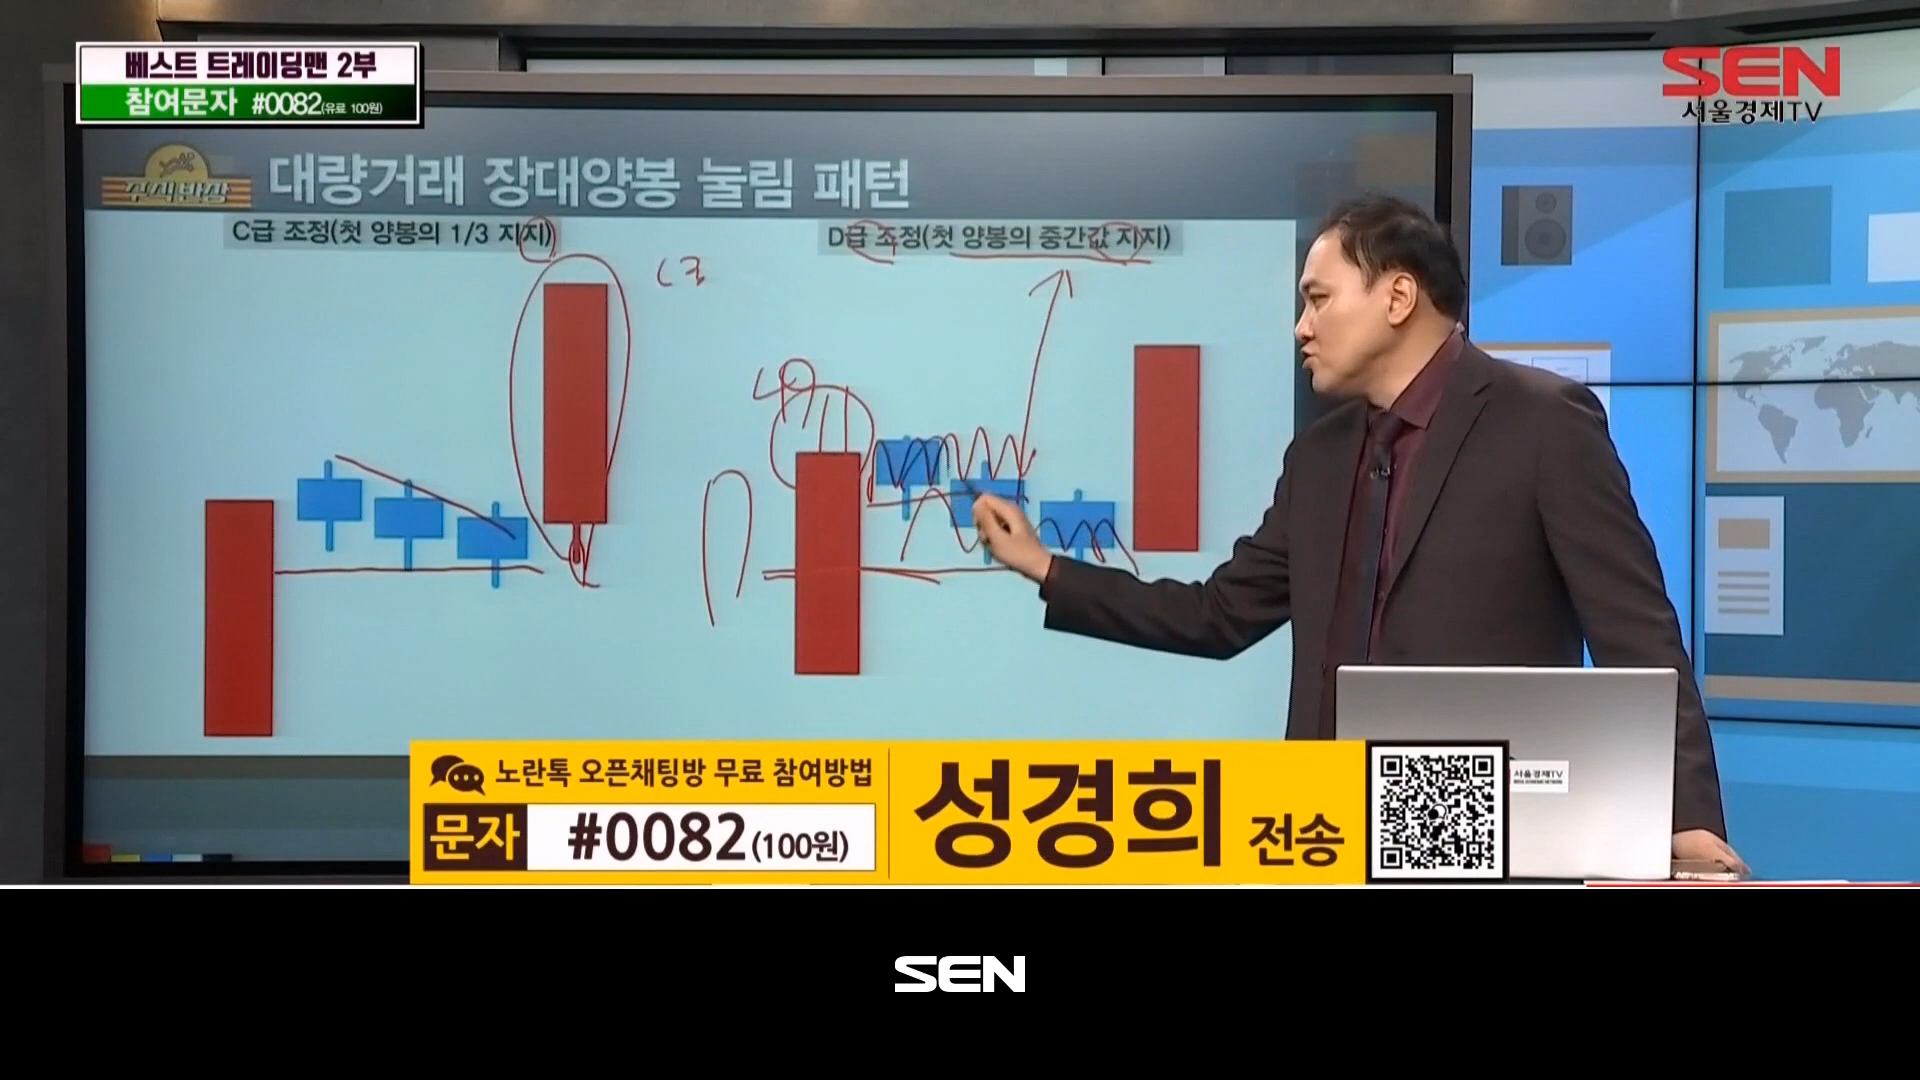 베스트 트레이딩맨 2부
참여문자 #0082(유료 100원)
SEN
서울경제TV
주식밥상
대량거래 장대양봉 눌림 패턴
C급 조정(첫 양봉의 1/3 지지)
D급 조정(첫 양봉의 중간값 지지)
노란톡 오픈채팅방 무료 참여방법
문자 #0082(100원)
성경희 전송
서울경제TV
SEN